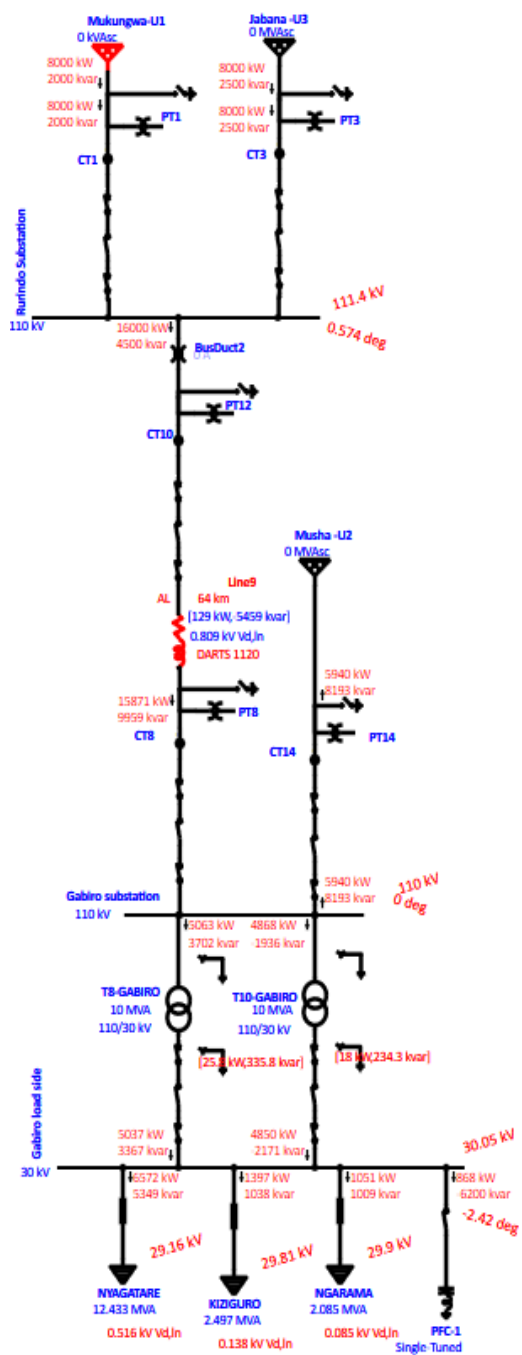 Mukungwa-U1
0 kVAsc
Jabana -U3
0 MVAsc
8000 kW
2000 kvar
8000 kW
2000 kvar
PT1
CT1
8000 kW
2500 kvar
8000 kW
2500 kvar
PT3
CT3
Rurindo Substation
110 kV
111.4 kV
0.574 deg
16000 kW
4500 kvar
BusDuct2
0 A
PT12
CT10
Musha -U2
0 MVAsc
Line9
AL 64 km
(129 kW,-5459 kvar)
0.809 kV Vd,ln
DARTS 1120
15871 kW
9959 kvar
PT8
CT8
5940 kW
8193 kvar
PT14
CT14
5940 kW
8193 kvar
110 kV
0 deg
Gabiro substation
110 kV
5063 kW
3702 kvar
4868 kW
-1936 kvar
T8-GABIRO
10 MVA
110/30 kV
T10-GABIRO
10 MVA
110/30 kV
(18 kW,234.3 kvar)
5037 kW
3367 kvar
4850 kW
-2171 kvar
Gabiro load side
30 kV
30.05 kV
-2.42 deg
6572 kW
5349 kvar
1397 kW
1038 kvar
1051 kW
1009 kvar
868 kW
-6200 kvar
29.16 kV
29.81 kV
29.9 kV
NYAGATARE
12.433 MVA
0.516 kV Vd,ln
KIZIGURO
2.497 MVA
0.138 kV Vd,ln
NGARAMA
2.085 MVA
0.085 kV Vd,ln
PFC-1
Single-Tuned